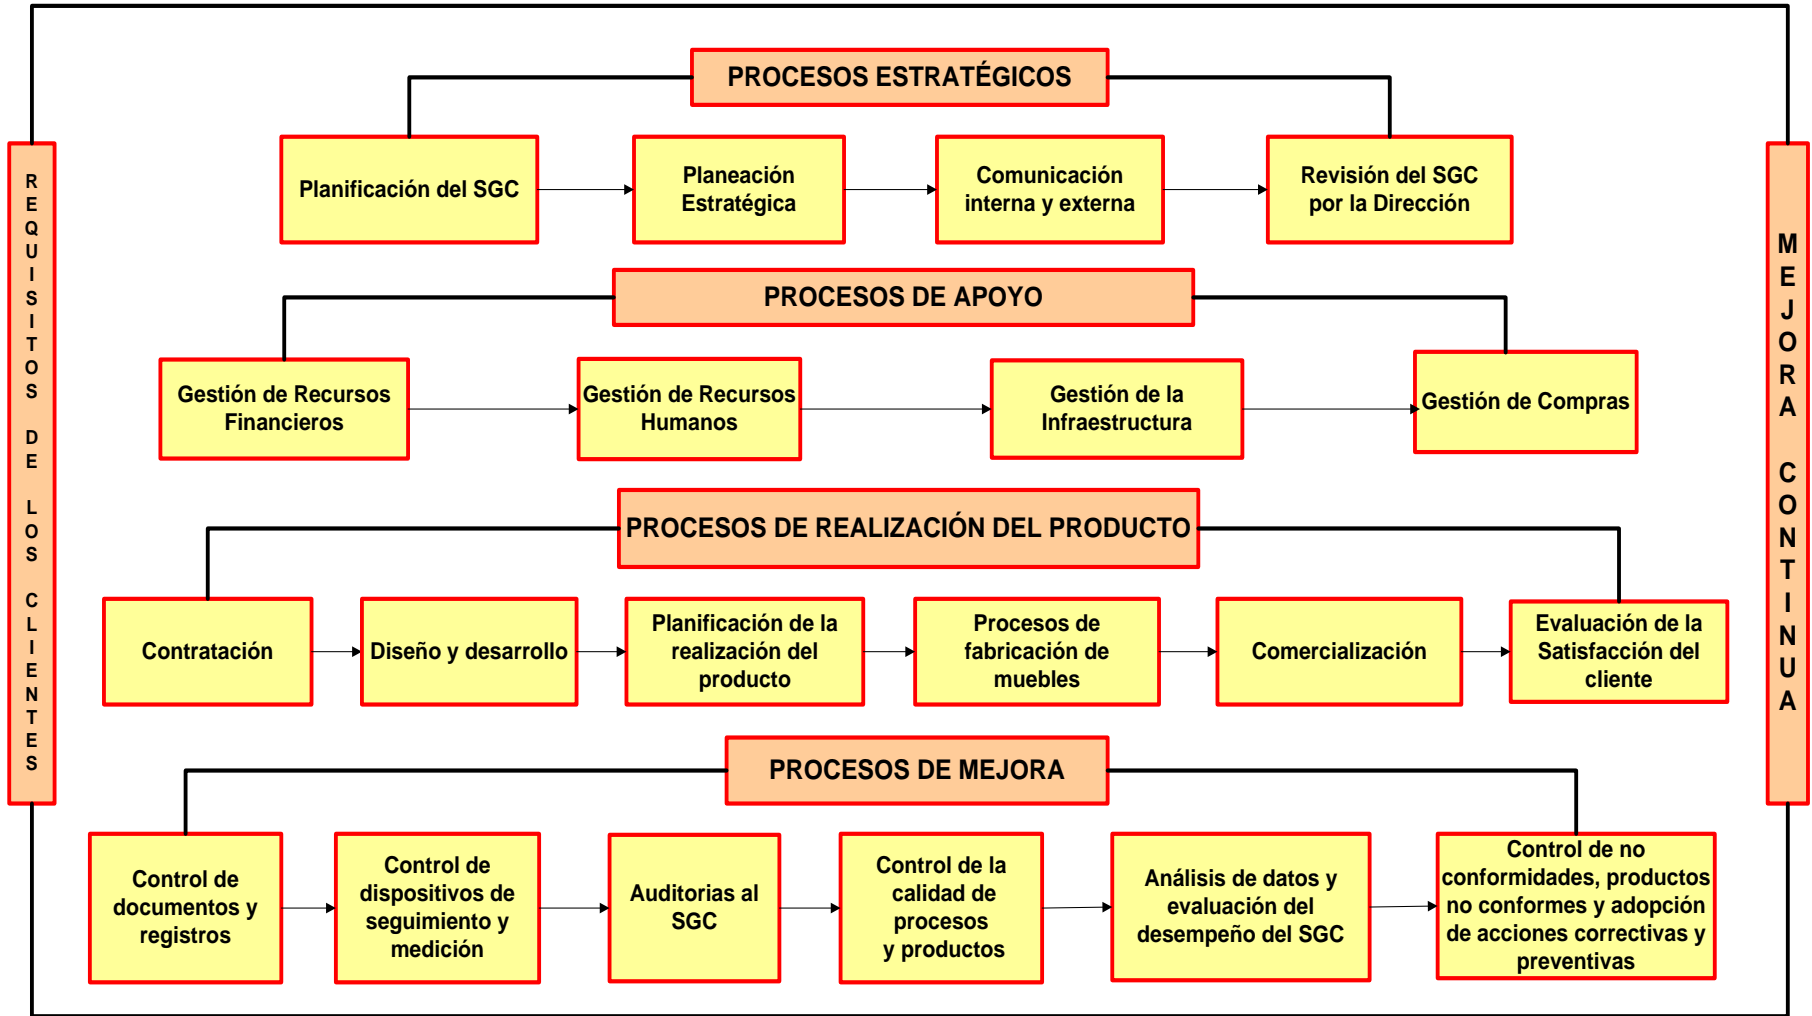 PROCESOS ESTRATÉGICOS
Planificación del SGC
Planeación
Estratégica
Comunicación
interna y externa
Revisión del SGC
por la Dirección
REQUISITOS DE LOS CLIENTES
MEJORA CONTINUA
PROCESOS DE APOYO
Gestión de Recursos
Financieros
Gestión de Recursos
Humanos
Gestión de la
Infraestructura
Gestión de Compras
PROCESOS DE REALIZACIÓN DEL PRODUCTO
Contratación
Diseño y desarrollo
Planificación de la
realización del
producto
Procesos de
fabricación de
muebles
Comercialización
Evaluación de la
Satisfacción del
cliente
PROCESOS DE MEJORA
Control de
documentos y
registros
Control de
dispositivos de
seguimiento y
medición
Auditorias al
SGC
Control de la
calidad de
procesos
y productos
Análisis de datos y
evaluación del
desempeño del SGC
Control de no
conformidades, productos
no conformes y adopción
de acciones correctivas y
preventivas